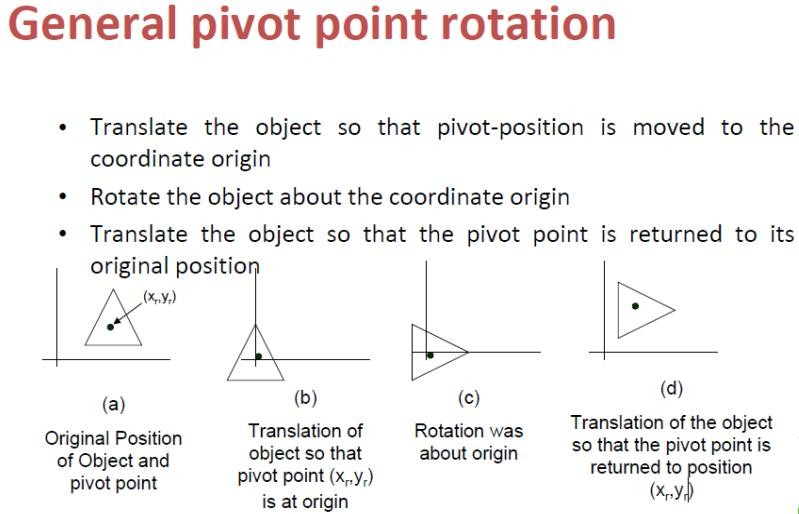 General pivot point rotation
• Translate the object so that pivot-position is moved to the
coordinate origin
• Rotate the object about the coordinate origin
• Translate the object so that the pivot point is returned to its
original position
(xᵣ,yᵣ)
(a)
Original Position
of Object and
pivot point
(b)
Translation of
object so that
pivot point (xᵣ,yᵣ)
is at origin
(c)
Rotation was
about origin
(d)
Translation of the object
so that the pivot point is
returned to position
(xᵣ,yᵣ)